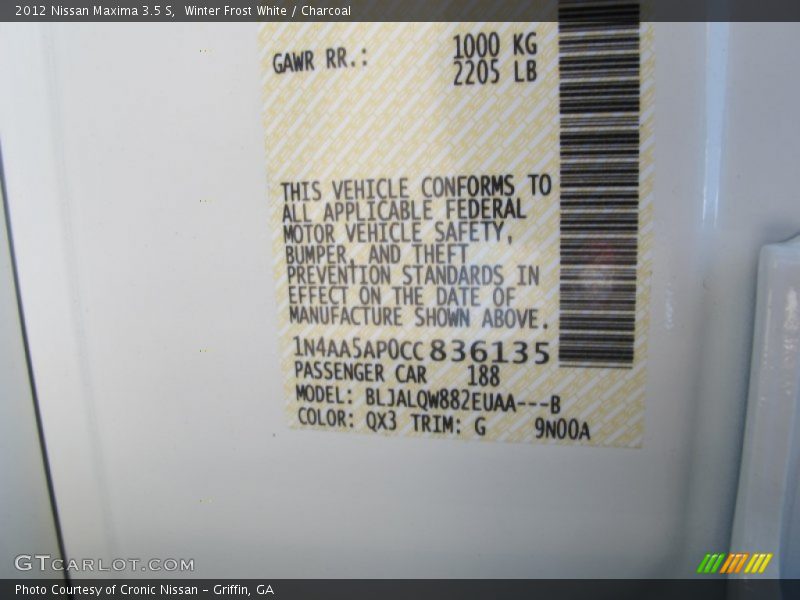 2012 Nissan Maxima 3.5 S,  Winter Frost White / Charcoal
GAWR RR.: 1000 KG
2205 LB
THIS VEHICLE CONFORMS TO
ALL APPLICABLE FEDERAL
MOTOR VEHICLE SAFETY,
BUMPER, AND THEFT
PREVENTION STANDARDS IN
EFFECT ON THE DATE OF
MANUFACTURE SHOWN ABOVE.
1N4AA5AP0CC836135
PASSENGER CAR 188
MODEL: BLJALQW882EUAA---B
COLOR: QX3 TRIM: G 9N00A
GTCARLOT.COM
Photo Courtesy of Cronic Nissan - Griffin, GA